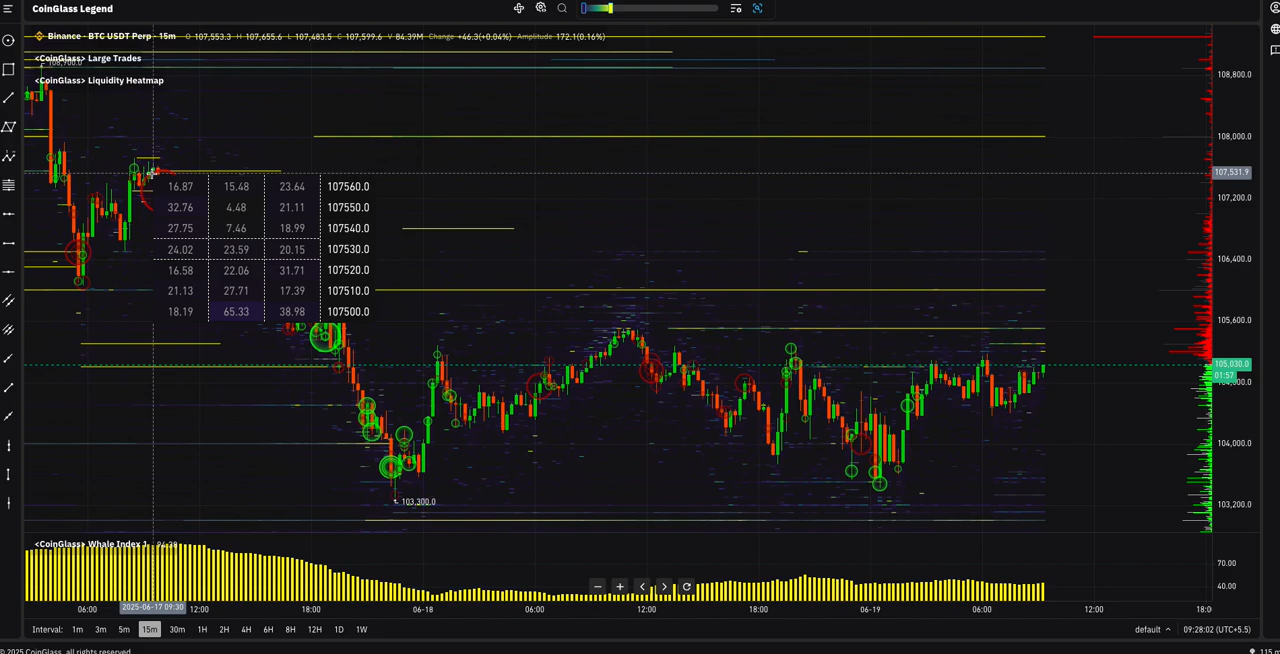 CoinGlass Legend
Binance - BTC USDT Perp - 15m O 107,553.3 H 107,655.6 L 107,483.5 C 107,599.6 V 84.39M Change +46.3(+0.04%) Amplitude 172.1(0.16%)
<CoinGlass> Large Trades
108,900.0
<CoinGlass> Liquidity Heatmap
108,800.0
108,000.0
107,531.9
107,200.0
106,400.0
105,600.0
105,030.0
01:57
104,000.0
103,200.0
16.87 15.48 23.64 107560.0
32.76 4.48 21.11 107550.0
27.75 7.46 18.99 107540.0
24.02 23.59 20.15 107530.0
16.58 22.06 31.71 107520.0
21.13 27.71 17.39 107510.0
18.19 65.33 38.98 107500.0
103,300.0
<CoinGlass> Whale Index 1
70.00
40.00
06:00 2025-06-17 09:30 12:00 18:00 06-18 06:00 12:00 18:00 06-19 06:00 12:00 18:0
Interval: 1m 3m 5m 15m 30m 1H 2H 4H 6H 8H 12H 1D 1W default 09:28:02 (UTC+5.5)
© 2025 CoinGlass. all rights reserved 115 m